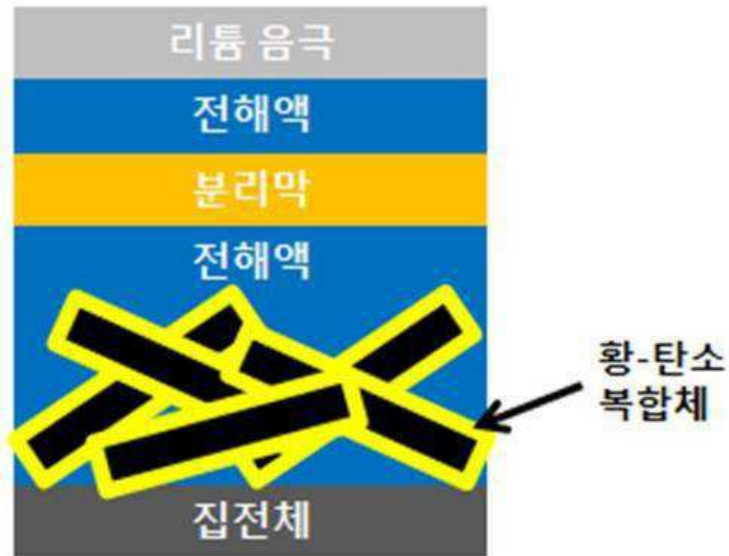 리튬 음극
전해액
분리막
전해액
황-탄소
복합체
집전체